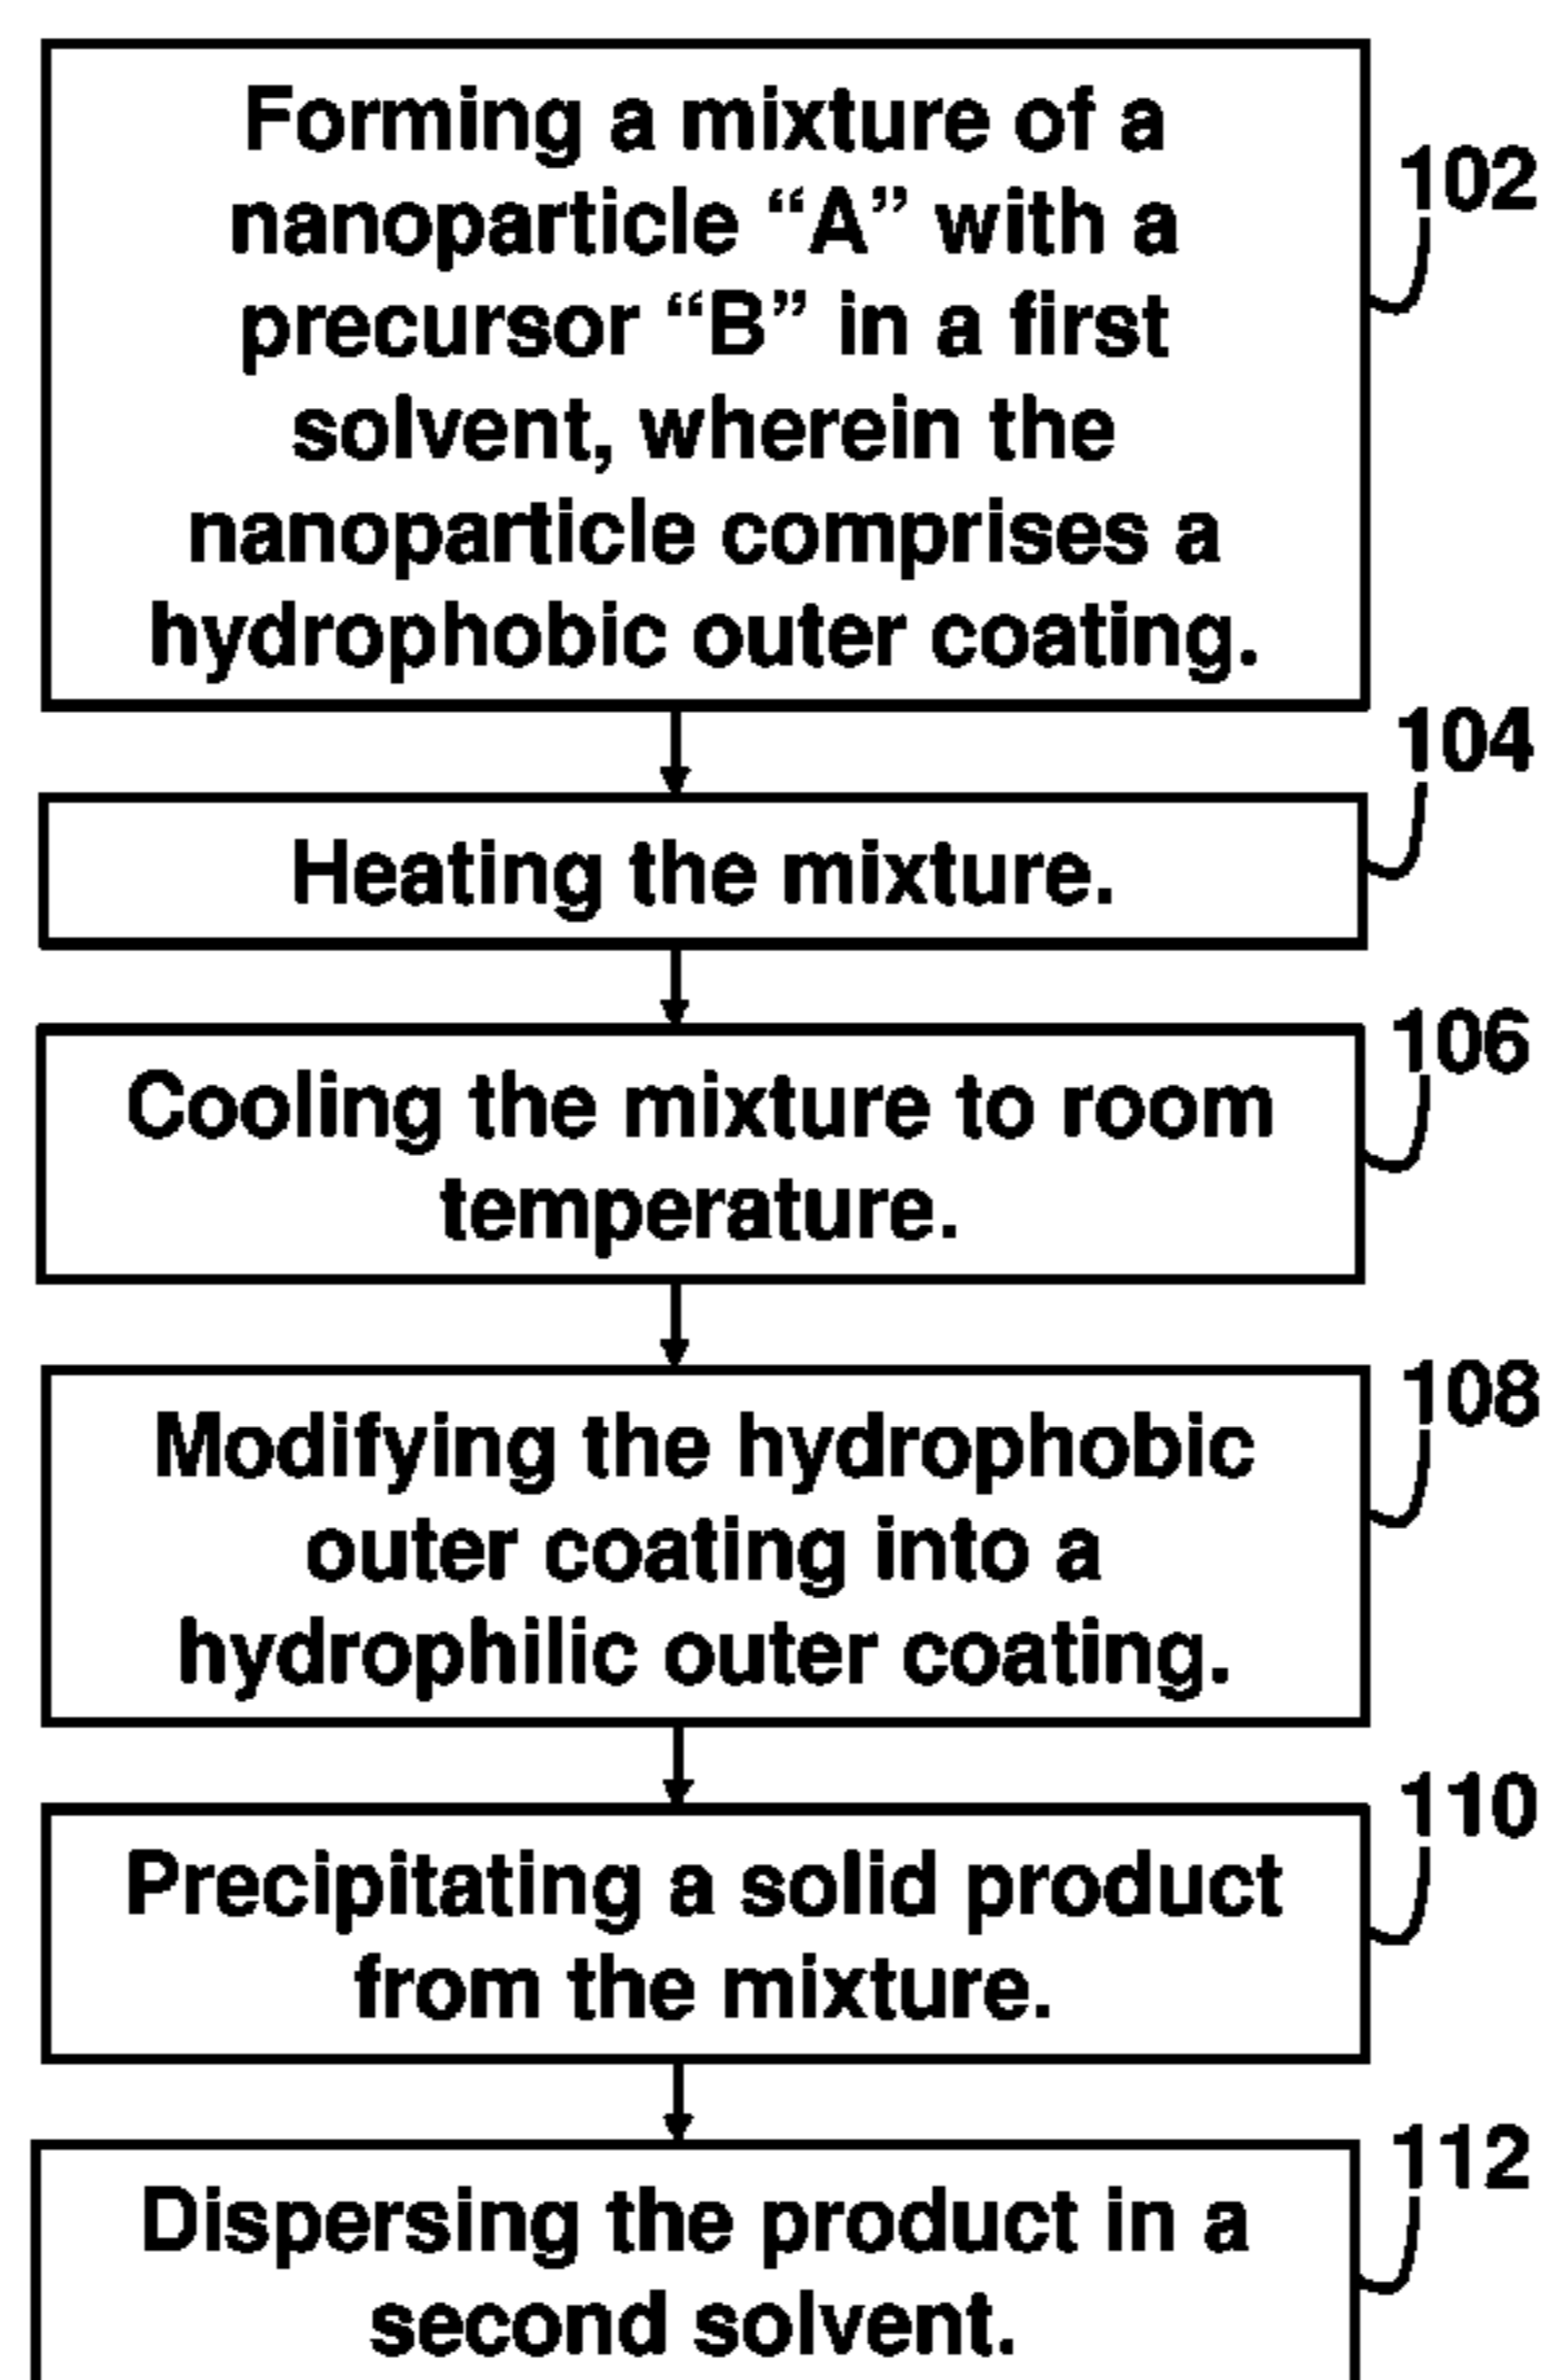 Forming a mixture of a
102
nanoparticle “A” with a
precursor “B” in a first
solvent, wherein the
nanoparticle comprises a
hydrophobic outer coating.
104
Heating the mixture.
106
Cooling the mixture to room
temperature.
108
Modifying the hydrophobic
outer coating into a
hydrophilic outer coating.
110
Precipitating a solid product
from the mixture.
112
Dispersing the product in a
second solvent.